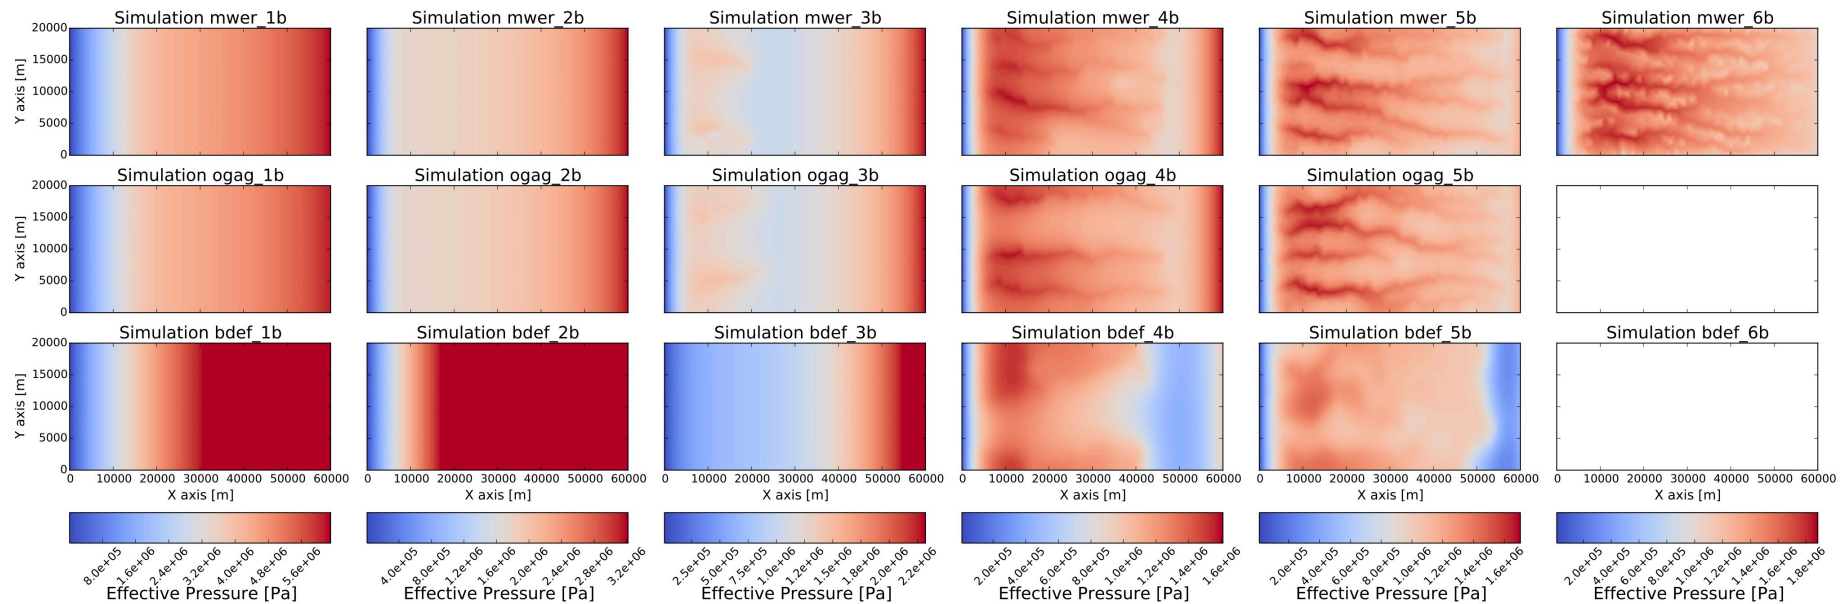 Simulation mwer_1b Simulation mwer_2b Simulation mwer_3b Simulation mwer_4b Simulation mwer_5b Simulation mwer_6b
20000
15000
10000
5000
0
Y axis [m]
Simulation ogag_1b Simulation ogag_2b Simulation ogag_3b Simulation ogag_4b Simulation ogag_5b
20000
15000
10000
5000
0
Y axis [m]
Simulation bdef_1b Simulation bdef_2b Simulation bdef_3b Simulation bdef_4b Simulation bdef_5b Simulation bdef_6b
20000
15000
10000
5000
0
Y axis [m]
0 10000 20000 30000 40000 50000 60000 0 10000 20000 30000 40000 50000 60000 0 10000 20000 30000 40000 50000 60000 0 10000 20000 30000 40000 50000 60000 0 10000 20000 30000 40000 50000 60000 0 10000 20000 30000 40000 50000 60000
X axis [m] X axis [m] X axis [m] X axis [m] X axis [m] X axis [m]
8.0e+05 1.6e+06 2.4e+06 3.2e+06 4.0e+06 4.8e+06 5.6e+06 4.0e+05 8.0e+05 1.2e+06 1.6e+06 2.0e+06 2.4e+06 2.8e+06 3.2e+06 2.5e+05 5.0e+05 7.5e+05 1.0e+06 1.2e+06 1.5e+06 1.7e+06 2.0e+06 2.2e+06 2.0e+05 4.0e+05 6.0e+05 8.0e+05 1.0e+06 1.2e+06 1.4e+06 1.6e+06 2.0e+05 4.0e+05 6.0e+05 8.0e+05 1.0e+06 1.2e+06 1.4e+06 1.6e+06 2.0e+05 4.0e+05 6.0e+05 8.0e+05 1.0e+06 1.2e+06 1.4e+06 1.6e+06 1.8e+06
Effective Pressure [Pa] Effective Pressure [Pa] Effective Pressure [Pa] Effective Pressure [Pa] Effective Pressure [Pa] Effective Pressure [Pa]